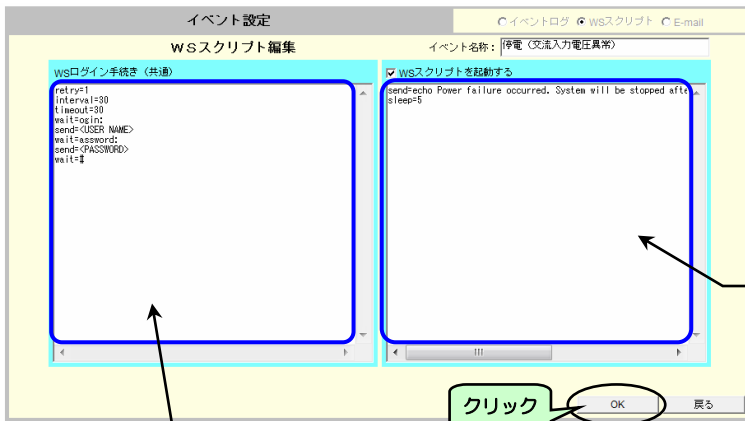 イベント設定
イベントログ WSスクリプト E-mail
WSスクリプト編集
イベント名称: 停電(交流入力電圧異常)
WSログイン手続き(共通)
retry=1
interval=30
timeout=30
wait=ogin:
send=<USER NAME>
wait=assword:
send=<PASSWORD>
wait=#
WSスクリプトを起動する
send=echo Power failure occurred. System will be stopped afte
sleep=5
クリック
OK
戻る